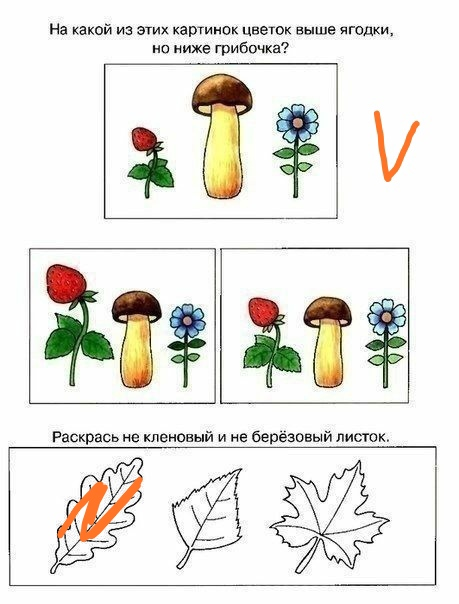 На какой из этих картинок цветок выше ягодки,
но ниже грибочка?
Раскрась не кленовый и не берёзовый листок.